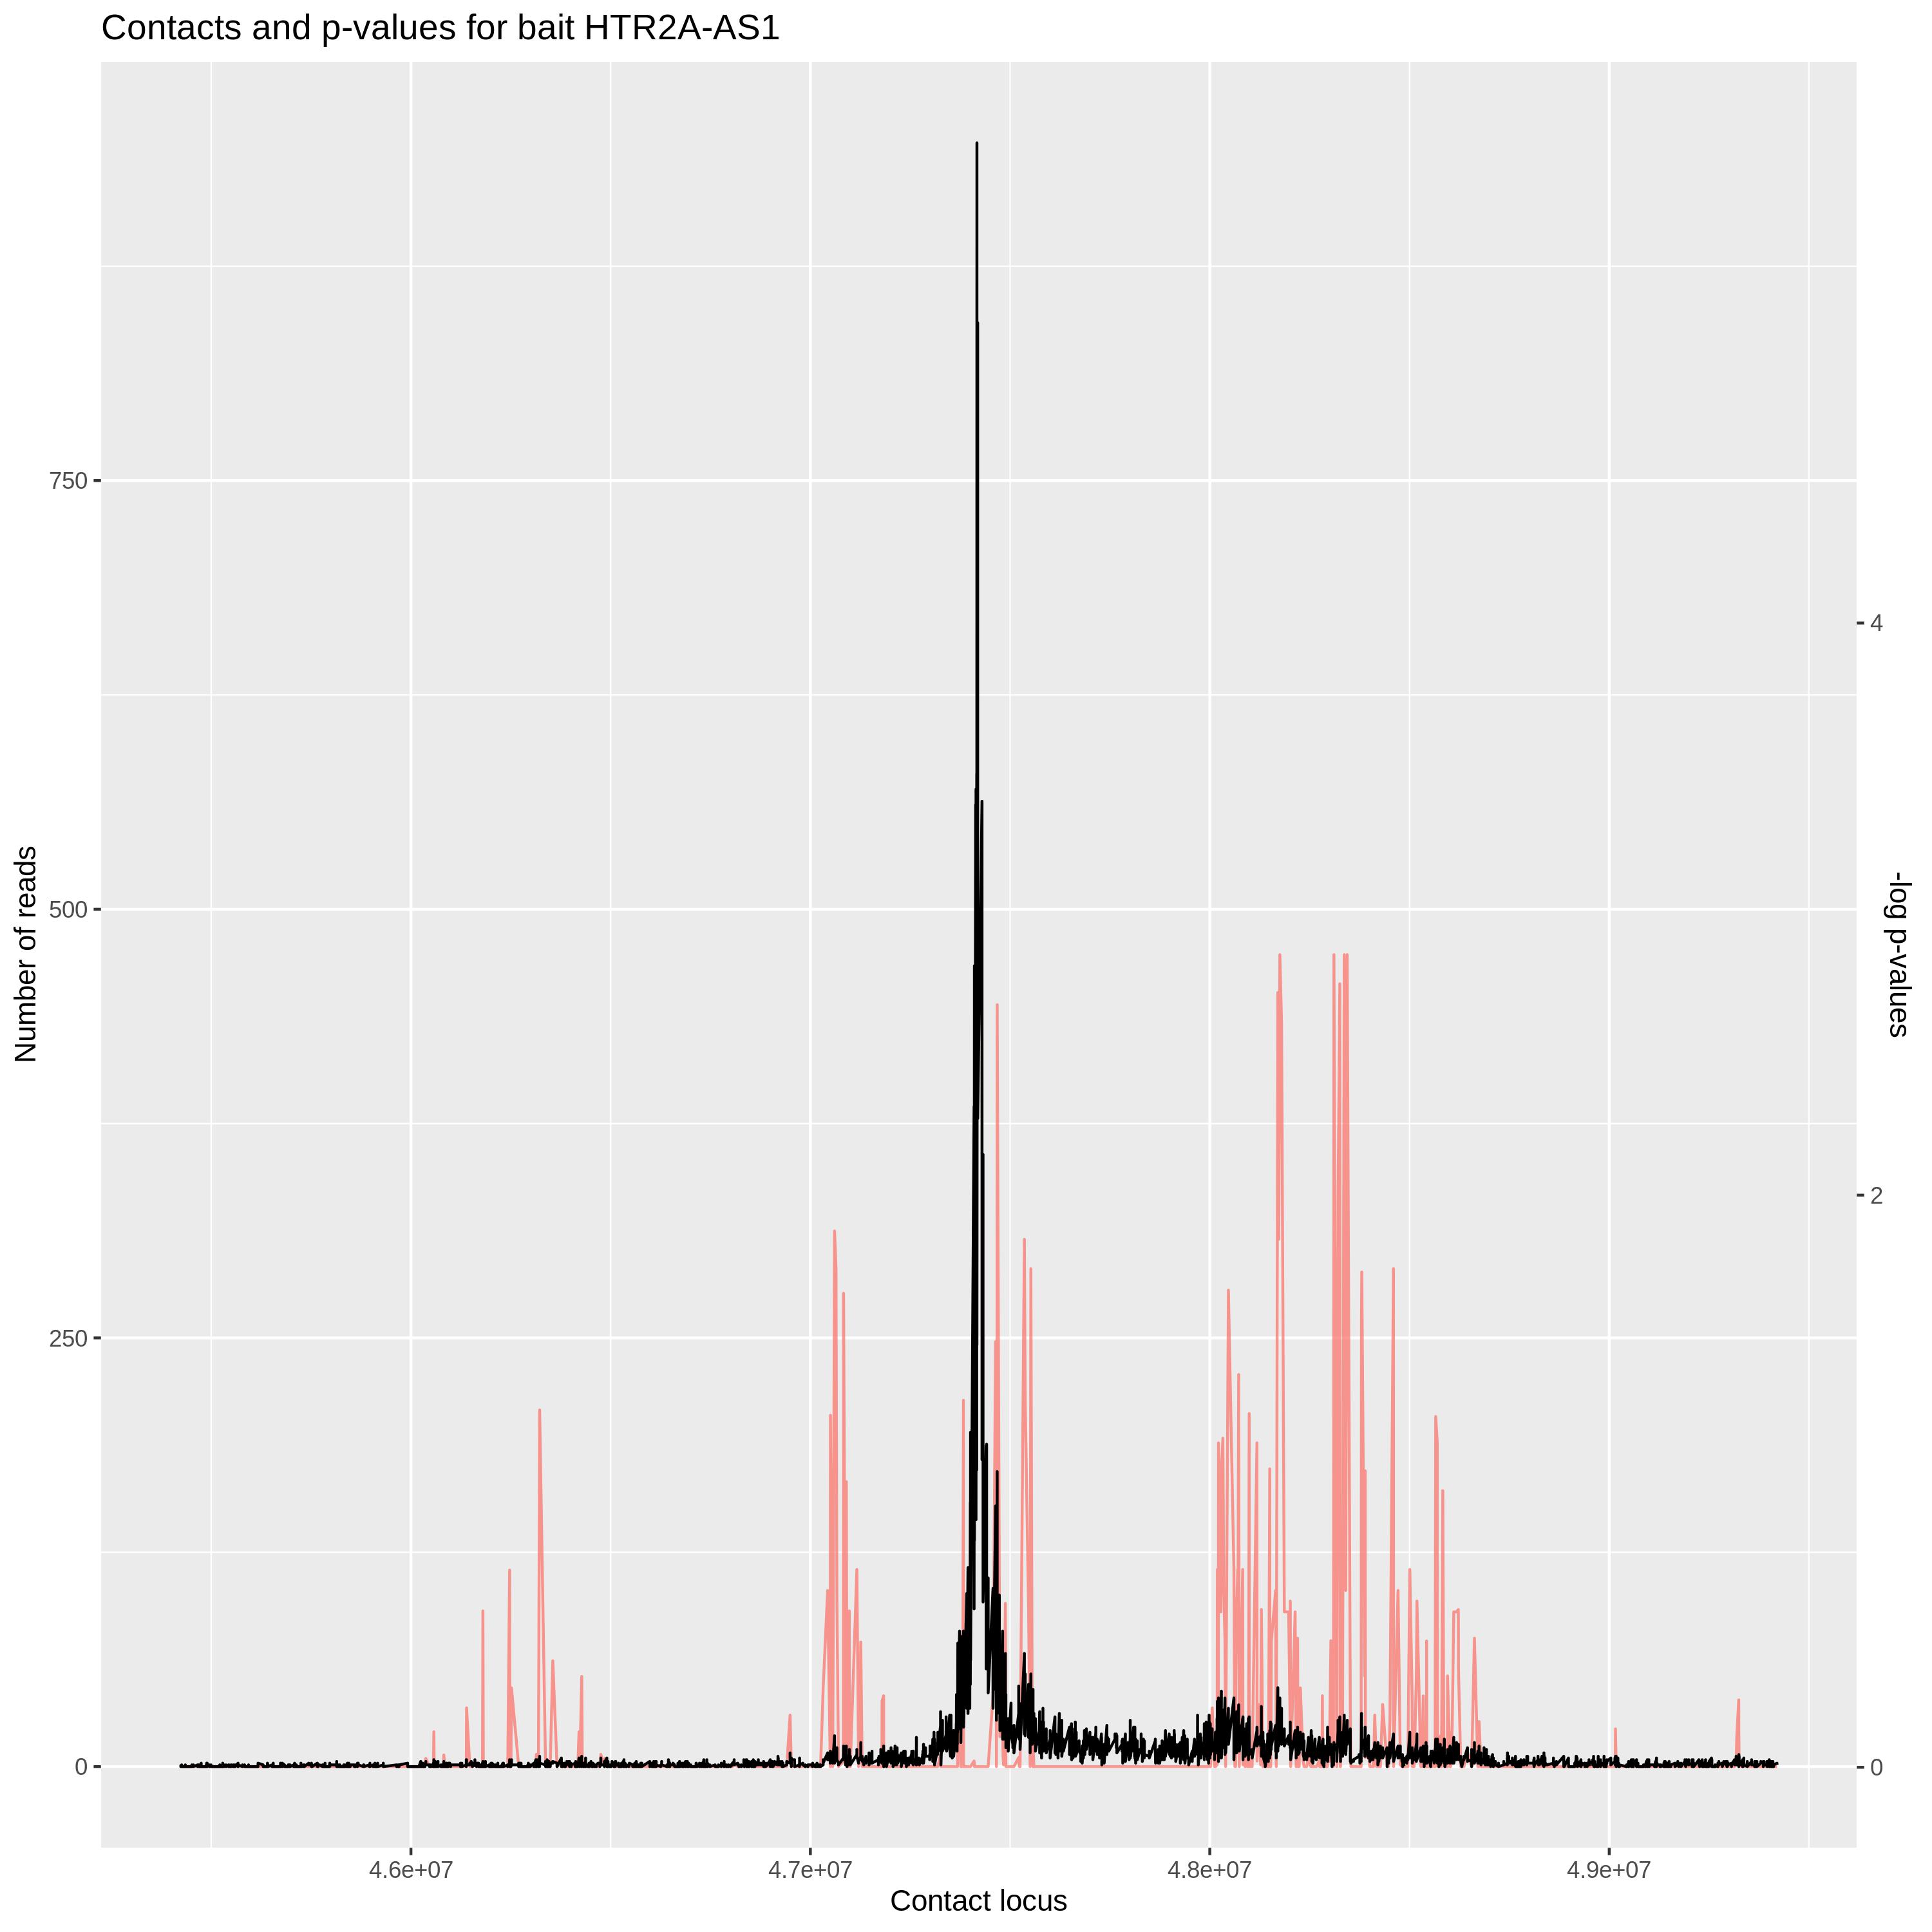 Contacts and p-values for bait HTR2A-AS1
Number of reads
750
500
250
0
-log p-values
4
2
0
4.6e+07
4.7e+07
4.8e+07
4.9e+07
Contact locus